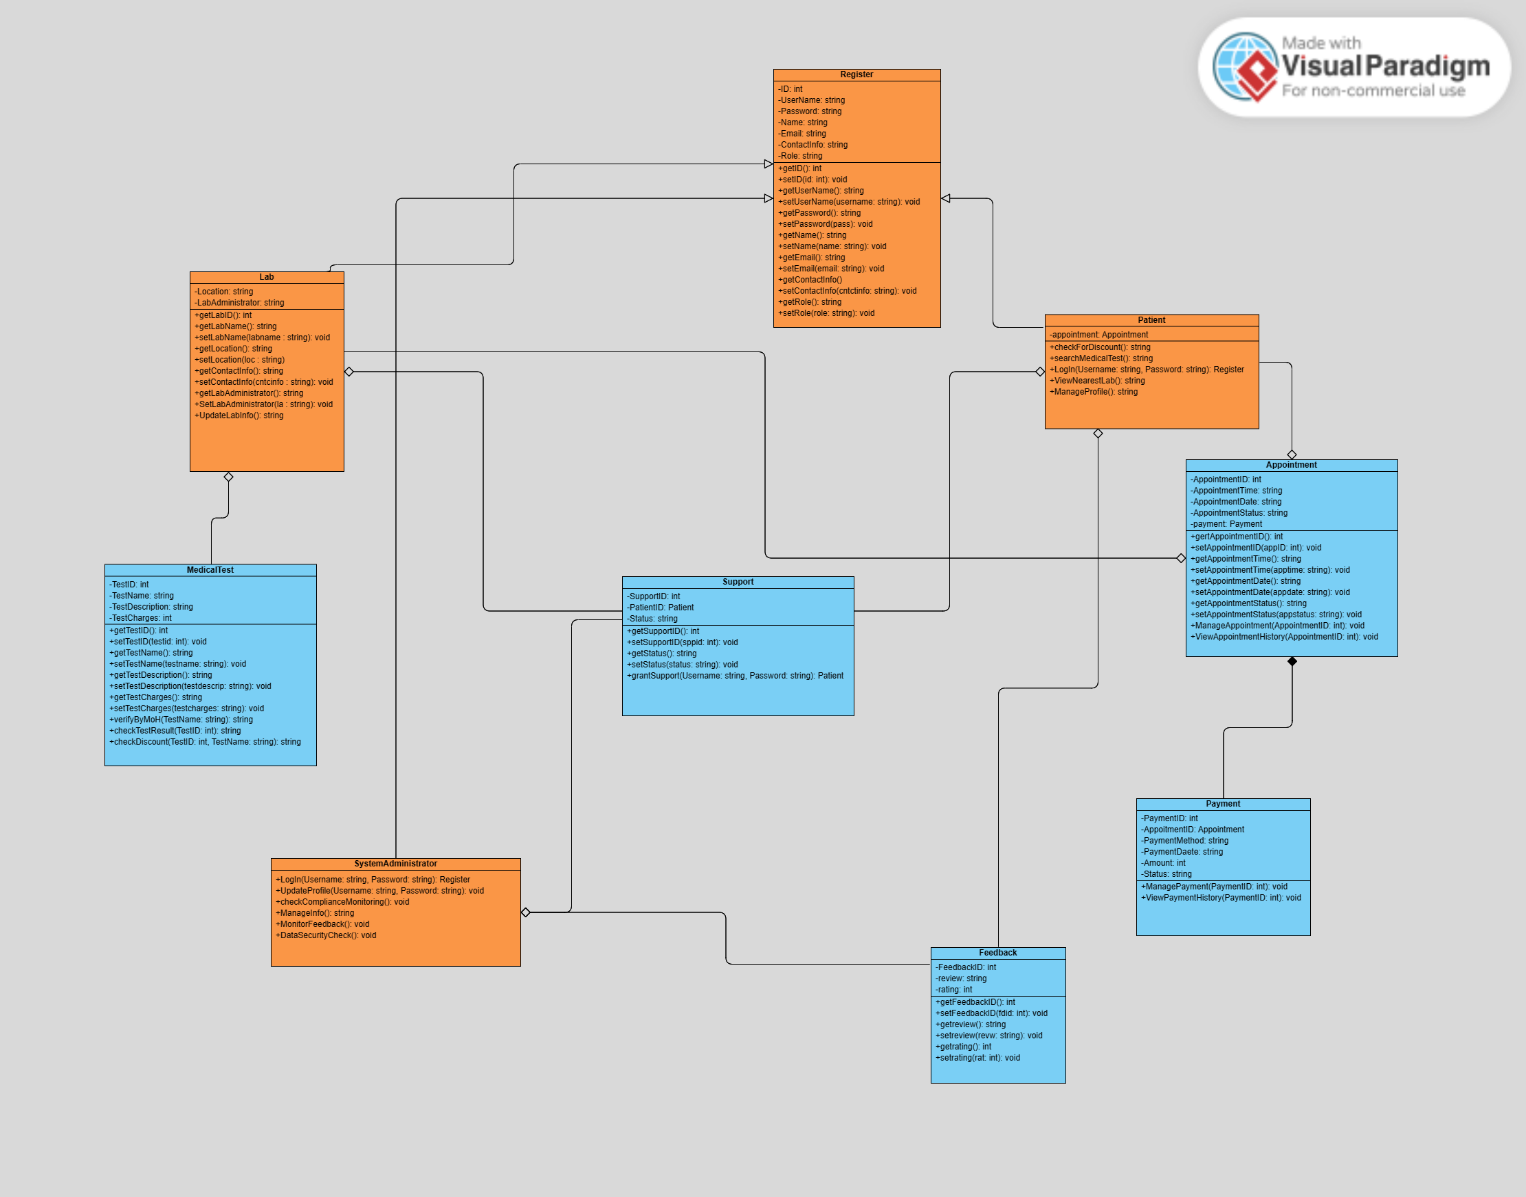 Made with
Visual Paradigm
For non-commercial use
Register
-ID: int
-UserName: string
-Password: string
-Name: string
-Email: string
-ContactInfo: string
-Role: string
+getID(): int
+setID(id: int): void
+getUserName(): string
+setUserName(username: string): void
+getPassword(): string
+setPassword(pass): void
+getName(): string
+setName(name: string): void
+getEmail(): string
+setEmail(email: string): void
+getContactInfo()
+setContactInfo(cntctinfo: string): void
+getRole(): string
+setRole(role: string): void
Lab
-Location: string
-LabAdministrator: string
+getLabID(): int
+getLabName(): string
+setLabName(labname : string): void
+getLocation(): string
+setLocation(loc : string)
+getContactInfo(): string
+setContactInfo(cntcinfo : string): void
+getLabAdministrator(): string
+SetLabAdministrator(la : string): void
+UpdateLabInfo(): string
Patient
-appointment: Appointment
+checkForDiscount(): string
+searchMedicalTest(): string
+LogIn(Username: string, Password: string): Register
+ViewNearestLab(): string
+ManageProfile(): string
Appointment
-AppointmentID: int
-AppointmentTime: string
-AppointmentDate: string
-AppointmentStatus: string
-payment: Payment
+gertAppointmentID(): int
+setAppointmentID(appID: int): void
+getAppointmentTime(): string
+setAppointmentTime(apptime: string): void
+getAppointmentDate(): string
+setAppointmentDate(appdate: string): void
+getAppointmentStatus(): string
+setAppointmentStatus(appstatus: string): void
+ManageAppointment(AppointmentID: int): void
+ViewAppointmentHistory(AppointmentID: int): void
MedicalTest
-TestID: int
-TestName: string
-TestDescription: string
-TestCharges: int
+getTestID(): int
+setTestID(testid: int): void
+getTestName(): string
+setTestName(testname: string): void
+getTestDescription(): string
+setTestDescription(testdescrip: string): void
+getTestCharges(): string
+setTestCharges(testcharges: string): void
+verifyByMoH(TestName: string): string
+checkTestResult(TestID: int): string
+checkDiscount(TestID: int, TestName: string): string
Support
-SupportID: int
-PatientID: Patient
-Status: string
+getSupportID(): int
+setSupportID(sppid: int): void
+getStatus(): string
+setStatus(status: string): void
+grantSupport(Username: string, Password: string): Patient
Payment
-PaymentID: int
-AppoitmentID: Appointment
-PaymentMethod: string
-PaymentDaete: string
-Amount: int
-Status: string
+ManagePayment(PaymentID: int): void
+ViewPaymentHistory(PaymentID: int): void
SystemAdministrator
+LogIn(Username: string, Password: string): Register
+UpdateProfile(Username: string, Password: string): void
+checkComplianceMonitoring(): void
+ManageInfo(): string
+MonitorFeedback(): void
+DataSecurityCheck(): void
Feedback
-FeedbackID: int
-review: string
-rating: int
+getFeedbackID(): int
+setFeedbackID(fdid: int): void
+getreview(): string
+setreview(revw: string): void
+getrating(): int
+setrating(rat: int): void